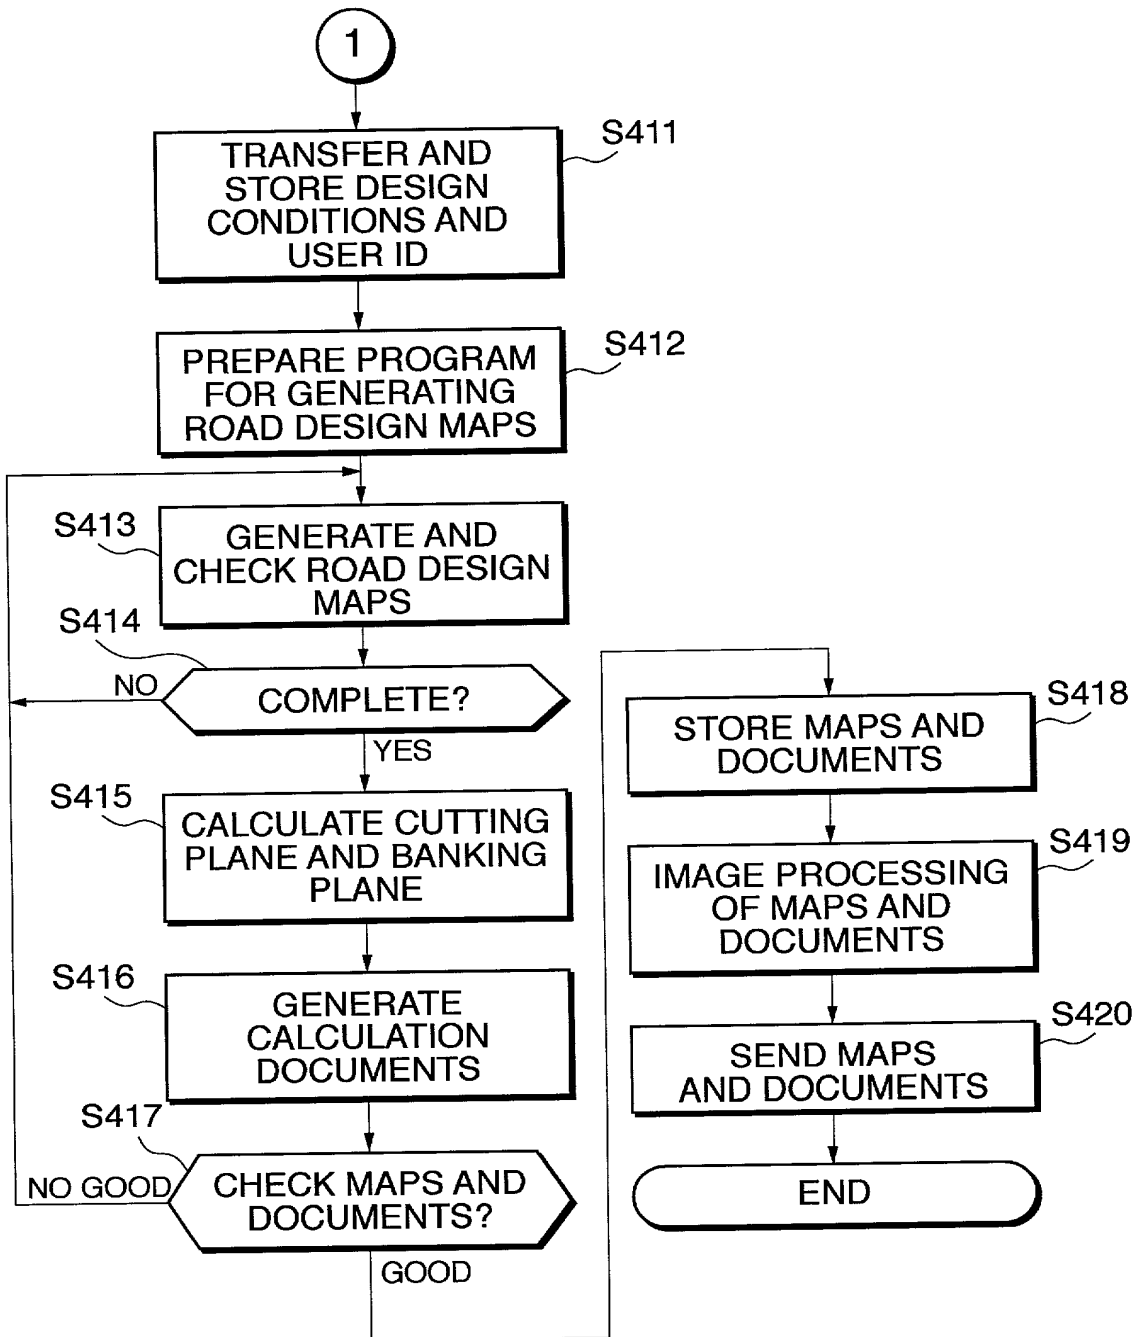 1
S411
TRANSFER AND
STORE DESIGN
CONDITIONS AND
USER ID
S412
PREPARE PROGRAM
FOR GENERATING
ROAD DESIGN MAPS
S413
GENERATE AND
CHECK ROAD DESIGN
MAPS
S414
NO
COMPLETE?
YES
S415
CALCULATE CUTTING
PLANE AND BANKING
PLANE
S416
GENERATE
CALCULATION
DOCUMENTS
S417
NO GOOD
CHECK MAPS AND
DOCUMENTS?
GOOD
S418
STORE MAPS AND
DOCUMENTS
S419
IMAGE PROCESSING
OF MAPS AND
DOCUMENTS
S420
SEND MAPS
AND DOCUMENTS
END